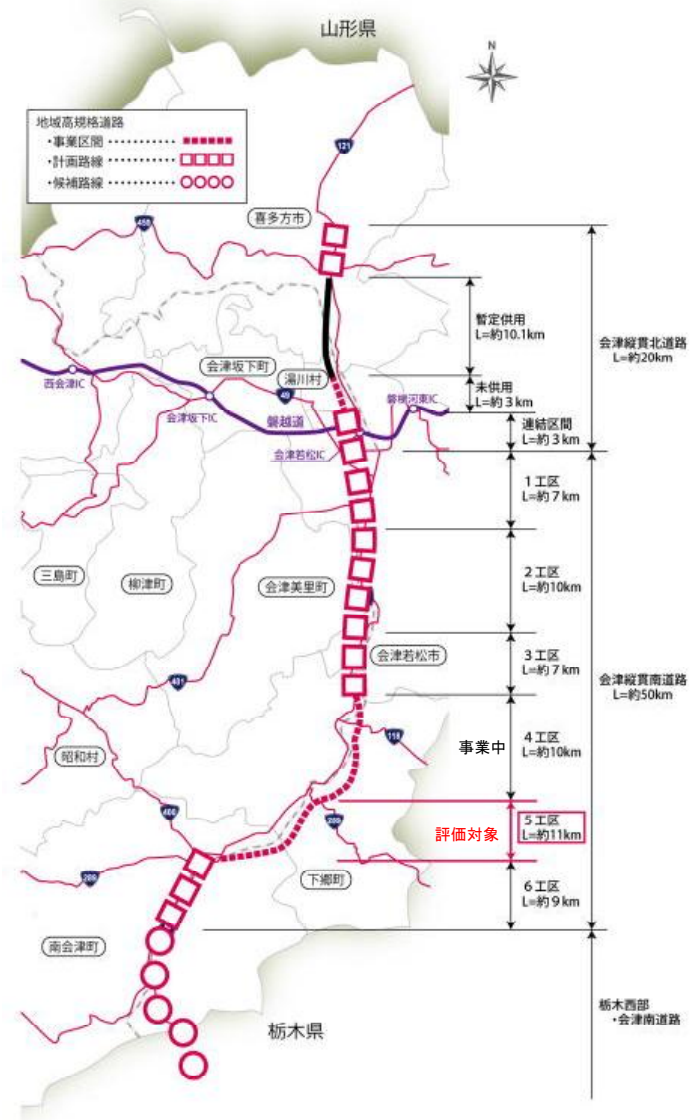 山形県
N
地域高規格道路
・事業区間
・計画路線
・候補路線
121
459
喜多方市
暫定供用
L=約10.1km
会津縦貫北道路
L=約20km
会津坂下町
湯川村
西会津IC
49
会津坂下IC
磐越道
磐梯河東IC
未供用
L=約3km
連結区間
L=約3km
会津若松IC
1工区
L=約7km
三島町
柳津町
会津美里町
2工区
L=約10km
会津若松市
3工区
L=約7km
会津縦貫南道路
L=約50km
401
118
事業中
4工区
L=約10km
昭和村
400
289
評価対象
5工区
L=約11km
289
下郷町
6工区
L=約9km
南会津町
栃木県
栃木西部
・会津南道路